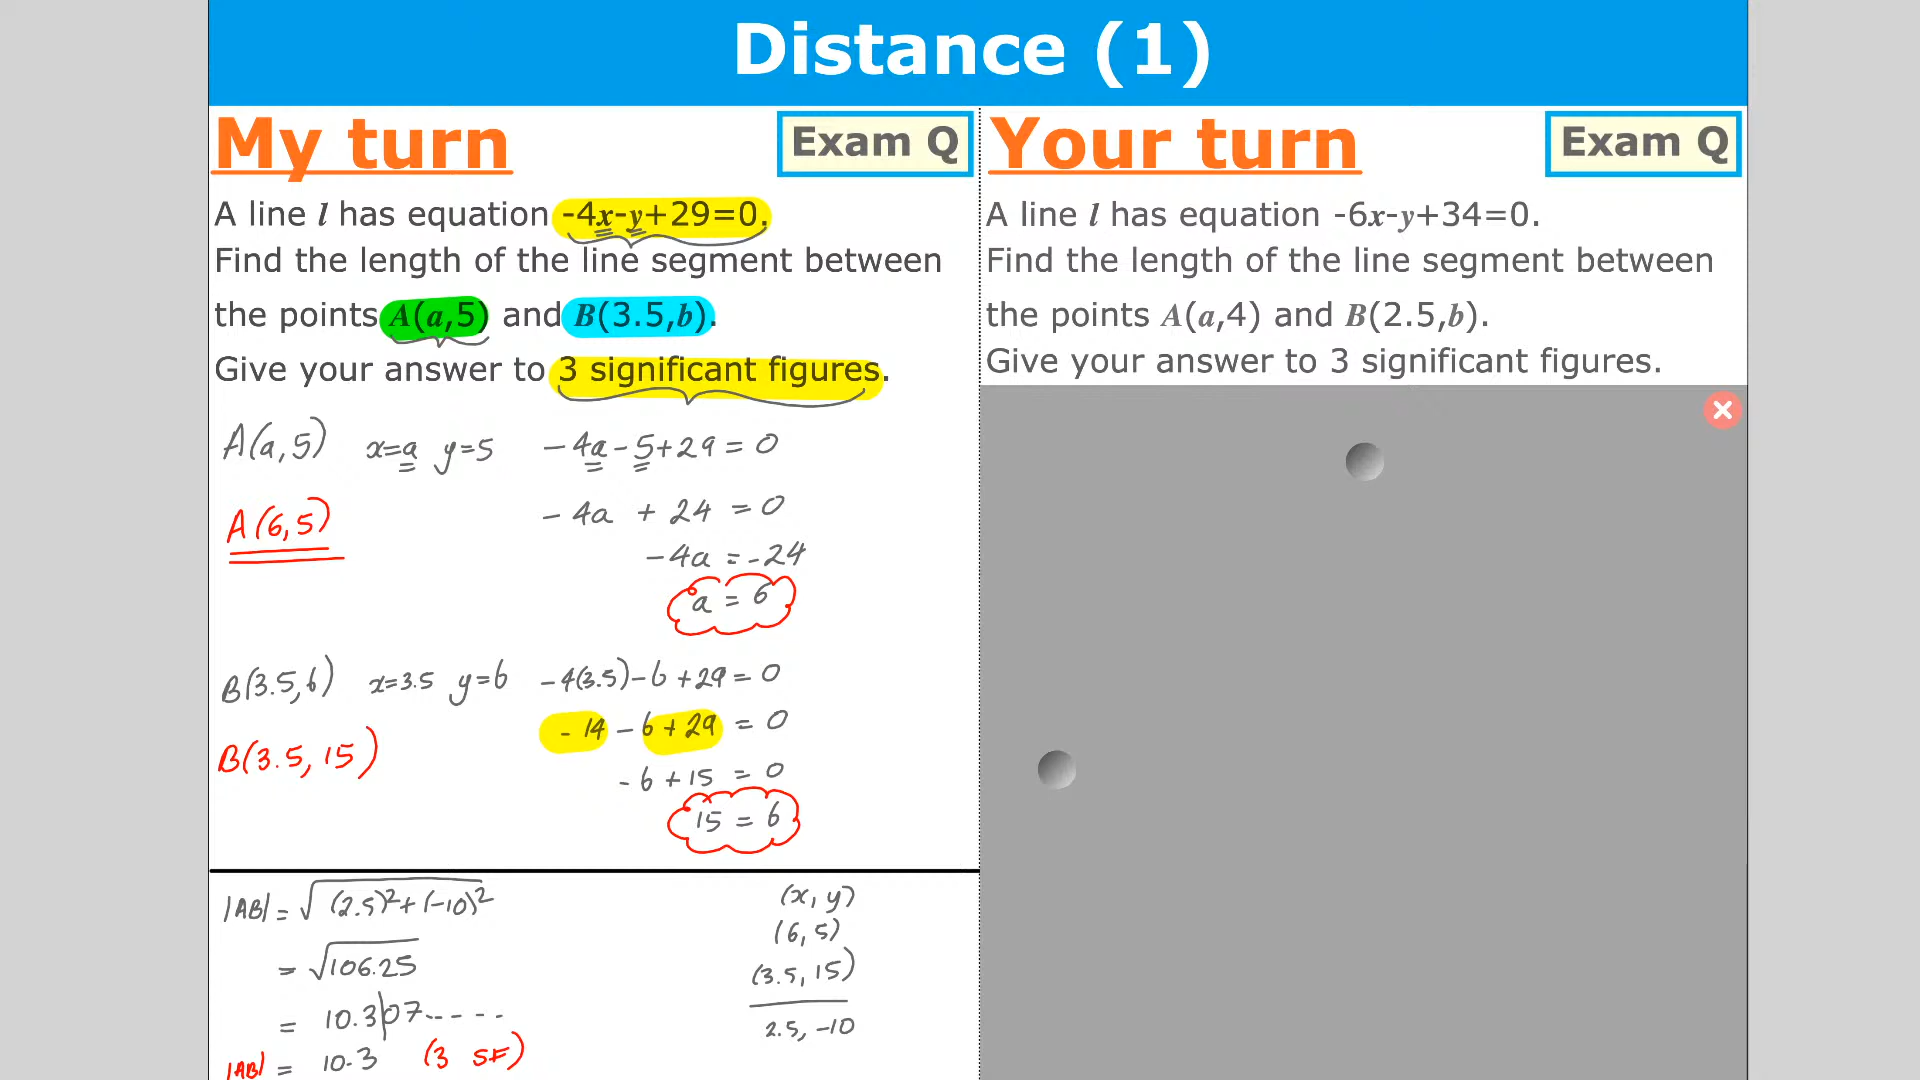 Distance (1)
My turn
Exam Q
A line l has equation -4x-y+29=0.
Find the length of the line segment between
the points A(a,5) and B(3.5,b).
Give your answer to 3 significant figures.
A(a,5) x=a y=5 -4a-5+29=0
A(6,5)
-4a + 24 = 0
-4a = -24
a = 6
B(3.5,b) x=3.5 y=b -4(3.5)-b+29=0
-14 - b + 29 = 0
B(3.5, 15)
-b + 15 = 0
15 = b
|AB| = √(2.5)²+(-10)²
= √106.25
= 10.3|07.....
|AB| = 10.3 (3 SF)
(x, y)
(6, 5)
(3.5, 15)
2.5, -10
Your turn
Exam Q
A line l has equation -6x-y+34=0.
Find the length of the line segment between
the points A(a,4) and B(2.5,b).
Give your answer to 3 significant figures.